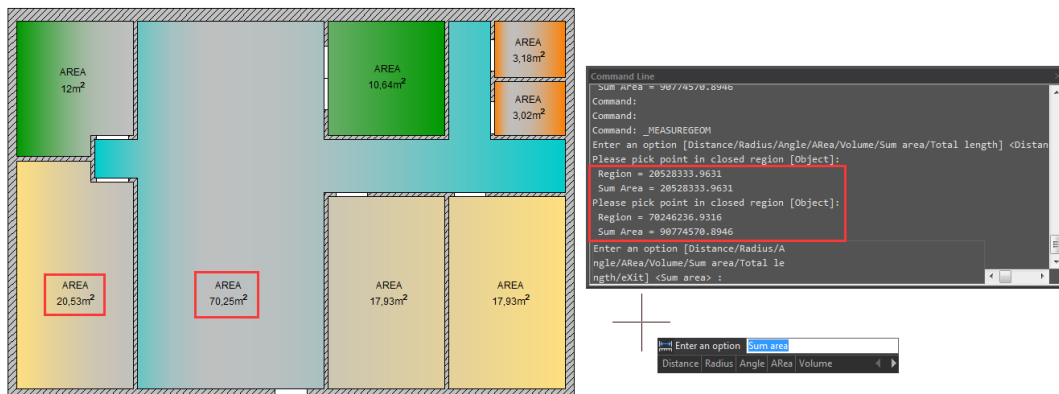 AREA
12m²
AREA
10,64m²
AREA
3,18m²
AREA
3,02m²
AREA
20,53m²
AREA
70,25m²
AREA
17,93m²
AREA
17,93m²
Command Line
Sum Area = 90774570.8946
Command:
Command:
Command: _MEASUREGEOM
Enter an option [Distance/Radius/Angle/ARea/Volume/Sum area/Total length] <Distan
Please pick point in closed region [Object]:
Region = 20528333.9631
Sum Area = 20528333.9631
Please pick point in closed region [Object]:
Region = 70246236.9316
Sum Area = 90774570.8946
Enter an option [Distance/Radius/A
ngle/ARea/Volume/Sum area/Total le
ngth/eXit] <Sum area> :
Enter an option Sum area
Distance Radius Angle ARea Volume